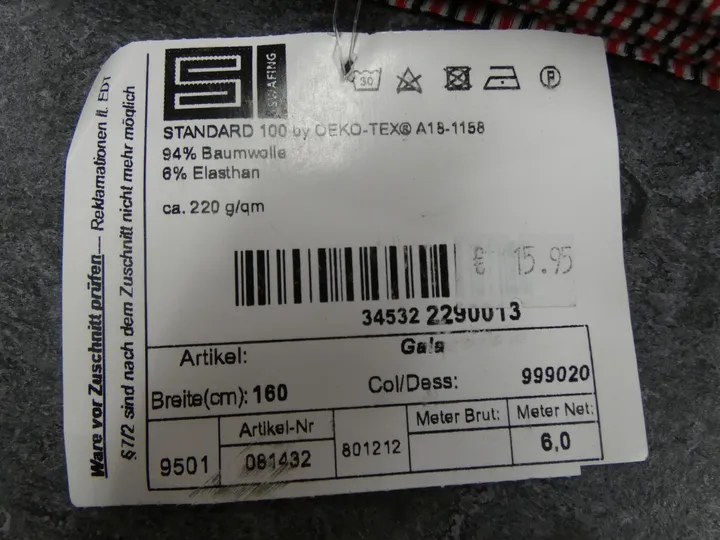 SWAFING
30
P
STANDARD 100 by OEKO-TEX® A18-1158
94% Baumwolle
6% Elasthan
ca. 220 g/qm
€ 15.95
34532 2290013
Artikel: Gala
Breite(cm): 160 Col/Dess: 999020
9501 Artikel-Nr 081432 801212 Meter Brut: Meter Net: 6,0
Ware vor Zuschnitt prüfen— Reklamationen lt. EDT
§7/2 sind nach dem Zuschnitt nicht mehr möglich